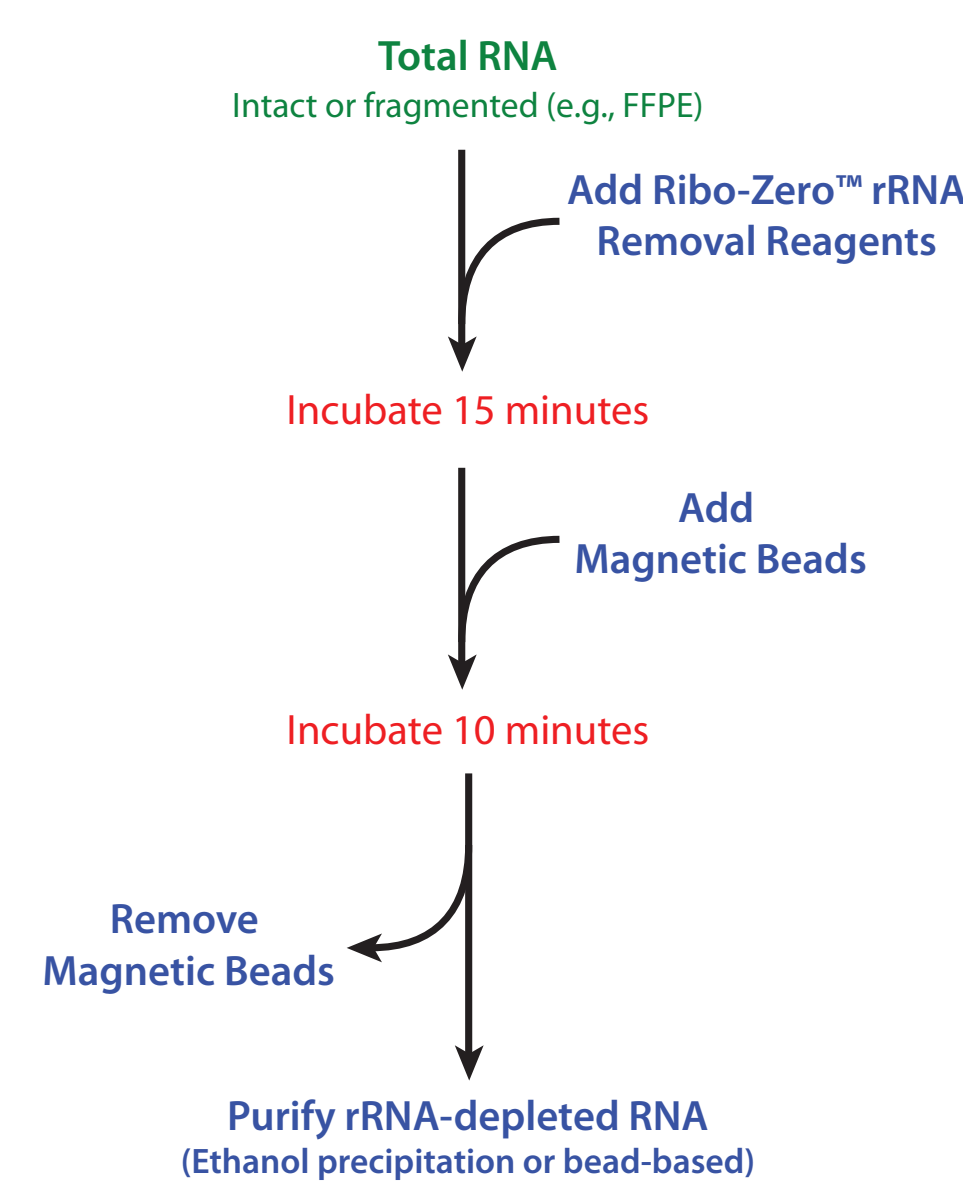 Total RNA
Intact or fragmented (e.g., FFPE)
Add Ribo-Zero™ rRNA
Removal Reagents
Incubate 15 minutes
Add
Magnetic Beads
Incubate 10 minutes
Remove
Magnetic Beads
Purify rRNA-depleted RNA
(Ethanol precipitation or bead-based)